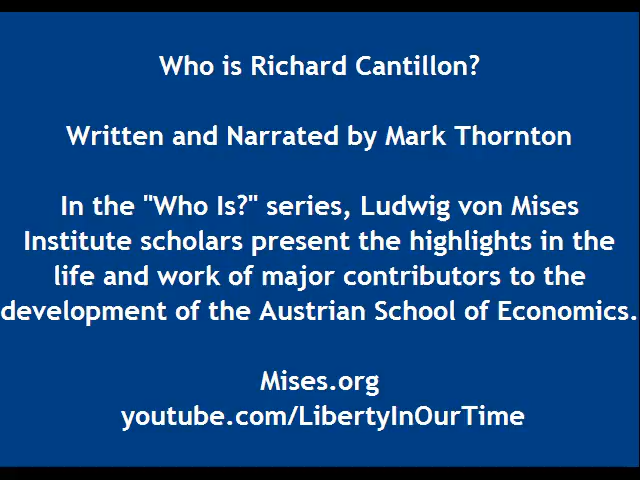 Who is Richard Cantillon?
Written and Narrated by Mark Thornton
In the "Who Is?" series, Ludwig von Mises
Institute scholars present the highlights in the
life and work of major contributors to the
development of the Austrian School of Economics.
Mises.org
youtube.com/LibertyInOurTime